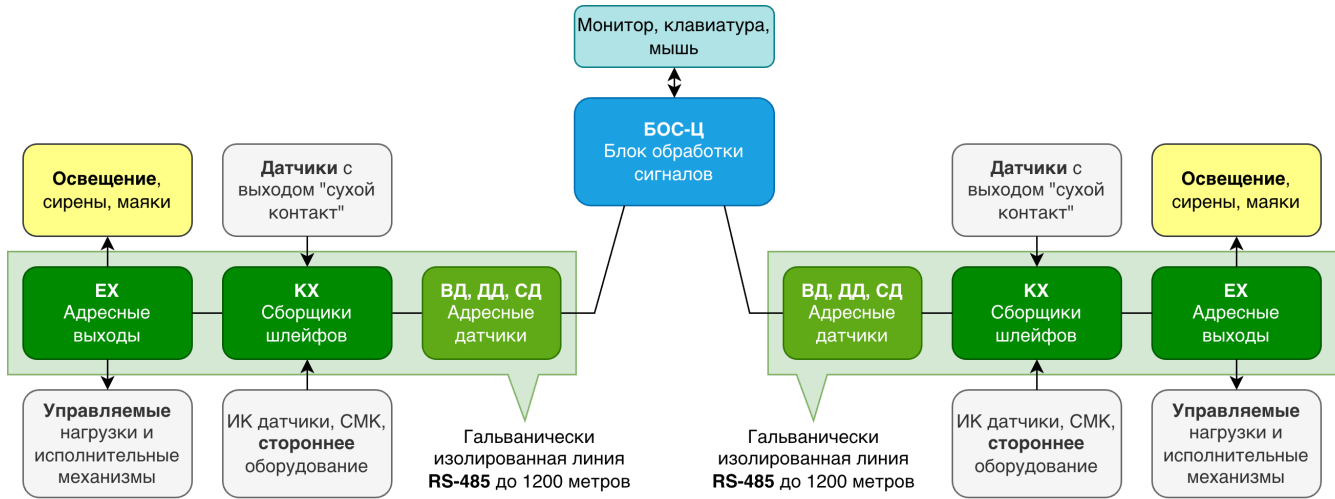 Монитор, клавиатура,
мышь
БОС-Ц
Блок обработки
сигналов
Освещение,
сирены, маяки
Датчики с
выходом "сухой
контакт"
Датчики с
выходом "сухой
контакт"
Освещение,
сирены, маяки
EX
Адресные
выходы
КХ
Сборщики
шлейфов
ВД, ДД, СД
Адресные
датчики
ВД, ДД, СД
Адресные
датчики
КХ
Сборщики
шлейфов
EX
Адресные
выходы
Управляемые
нагрузки и
исполнительные
механизмы
ИК датчики, СМК,
стороннее
оборудование
Гальванически
изолированная линия
RS-485 до 1200 метров
Гальванически
изолированная линия
RS-485 до 1200 метров
ИК датчики, СМК,
стороннее
оборудование
Управляемые
нагрузки и
исполнительные
механизмы